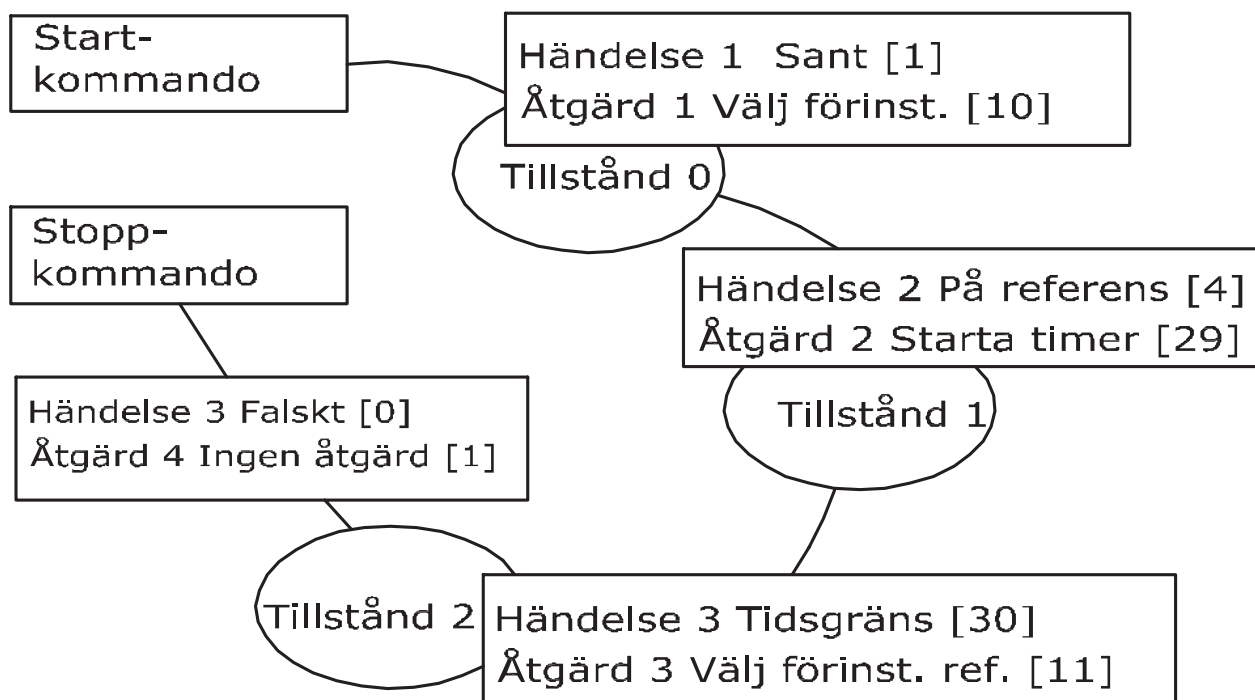 Start-
kommando
Händelse 1  Sant [1]
Åtgärd 1 Välj förinst. [10]
Tillstånd 0
Stopp-
kommando
Händelse 2 På referens [4]
Åtgärd 2 Starta timer [29]
Tillstånd 1
Händelse 3 Falskt [0]
Åtgärd 4 Ingen åtgärd [1]
Tillstånd 2
Händelse 3 Tidsgräns [30]
Åtgärd 3 Välj förinst. ref. [11]